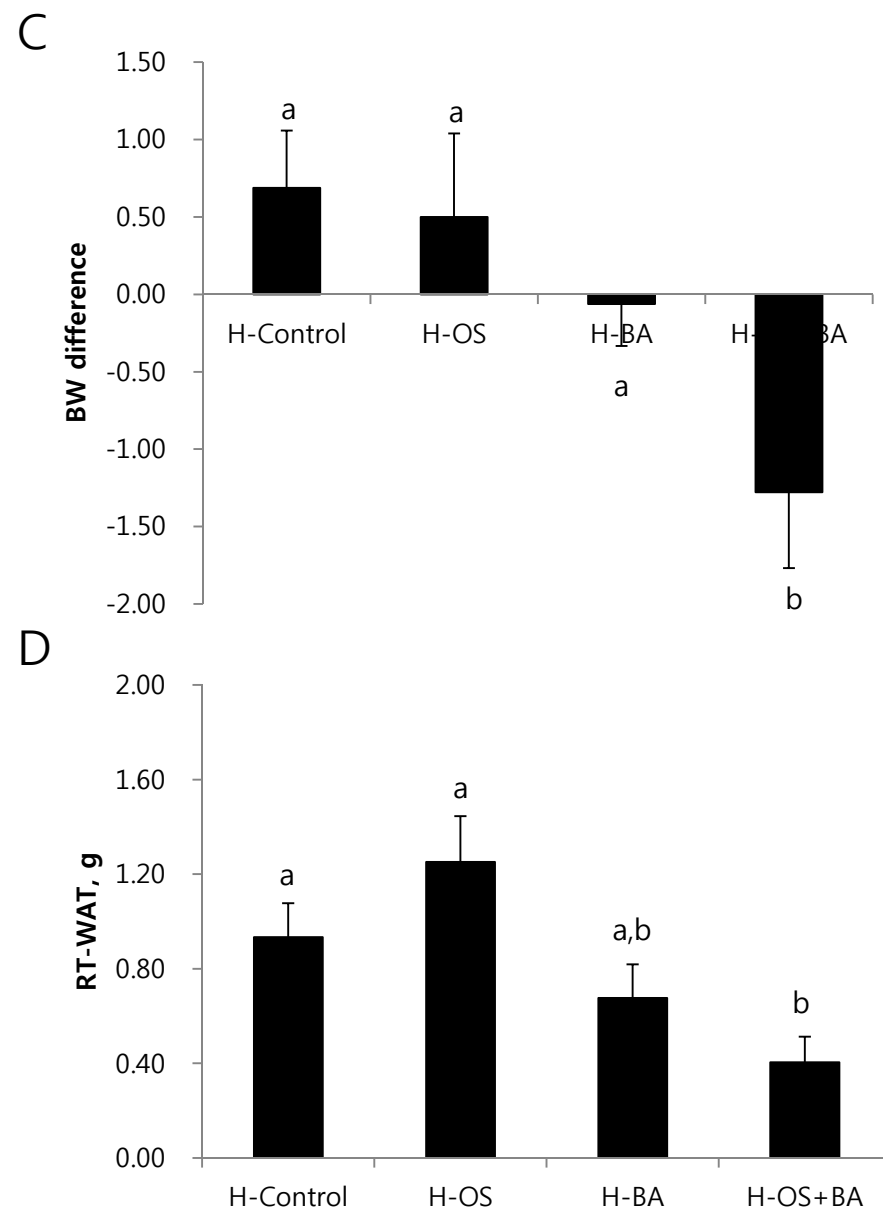 C
1.50
1.00
0.50
0.00
-0.50
-1.00
-1.50
-2.00
BW difference
a
a
a
b
H-Control
H-OS
H-BA
H- BA
D
2.00
1.60
1.20
0.80
0.40
0.00
RT-WAT, g
a
a
a,b
b
H-Control
H-OS
H-BA
H-OS+BA